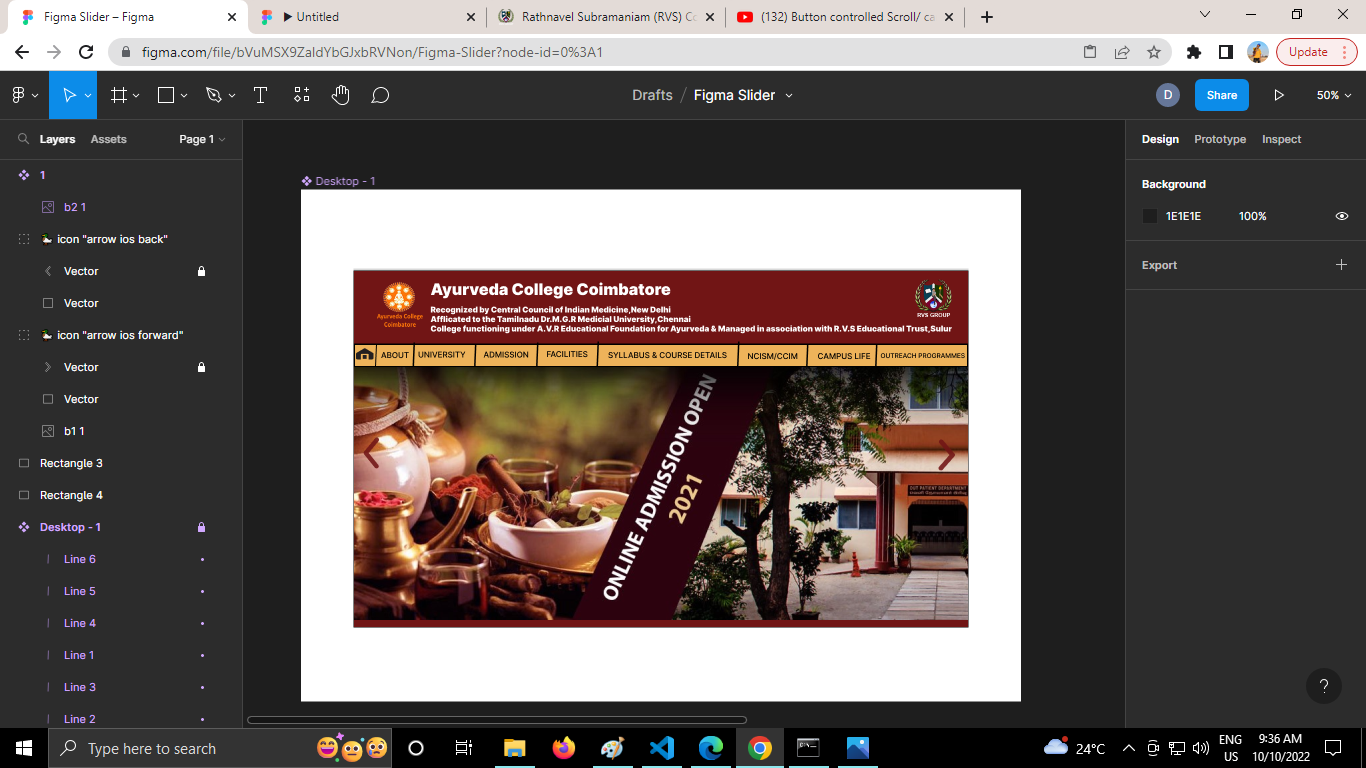 Figma Slider – Figma
Untitled
Rathnavel Subramaniam (RVS) Co
(132) Button controlled Scroll/ ca
figma.com/file/bVuMSX9ZaldYbGJxbRVNon/Figma-Slider?node-id=0%3A1
Update
Drafts / Figma Slider
D
Share
50%
Layers
Assets
Page 1
Design
Prototype
Inspect
1
b2 1
icon "arrow ios back"
Vector
Vector
icon "arrow ios forward"
Vector
Vector
b1 1
Rectangle 3
Rectangle 4
Desktop - 1
Line 6
Line 5
Line 4
Line 1
Line 3
Line 2
Desktop - 1
Ayurveda College
Coimbatore
Ayurveda College Coimbatore
Recognized by Central Council of Indian Medicine,New Delhi
Afflicated to the Tamilnadu Dr.M.G.R Medicial University,Chennai
College functioning under A.V.R Educational Foundation for Ayurveda & Managed in association with R.V.S Educational Trust,Sulur
RVS GROUP
ABOUT
UNIVERSITY
ADMISSION
FACILITIES
SYLLABUS & COURSE DETAILS
NCISM/CCIM
CAMPUS LIFE
OUTREACH PROGRAMMES
ONLINE ADMISSION OPEN
2021
OUT PATIENT DEPARTMENT
Background
1E1E1E
100%
Export
?
Type here to search
24°C
ENG
US
9:36 AM
10/10/2022